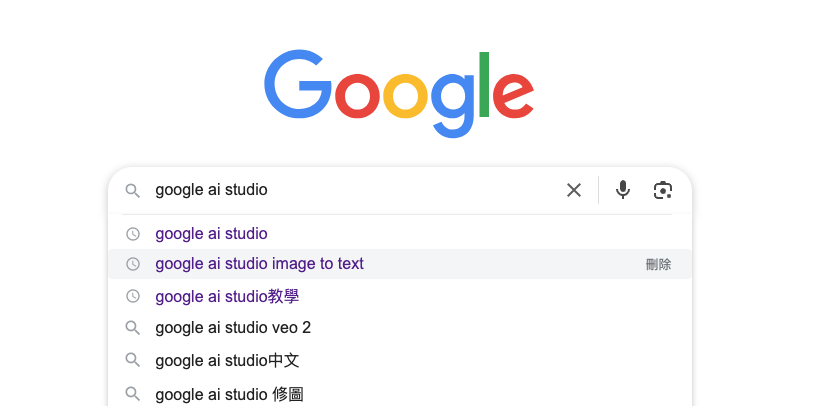 Google
google ai studio
google ai studio
google ai studio image to text 刪除
google ai studio教學
google ai studio veo 2
google ai studio中文
google ai studio 修圖